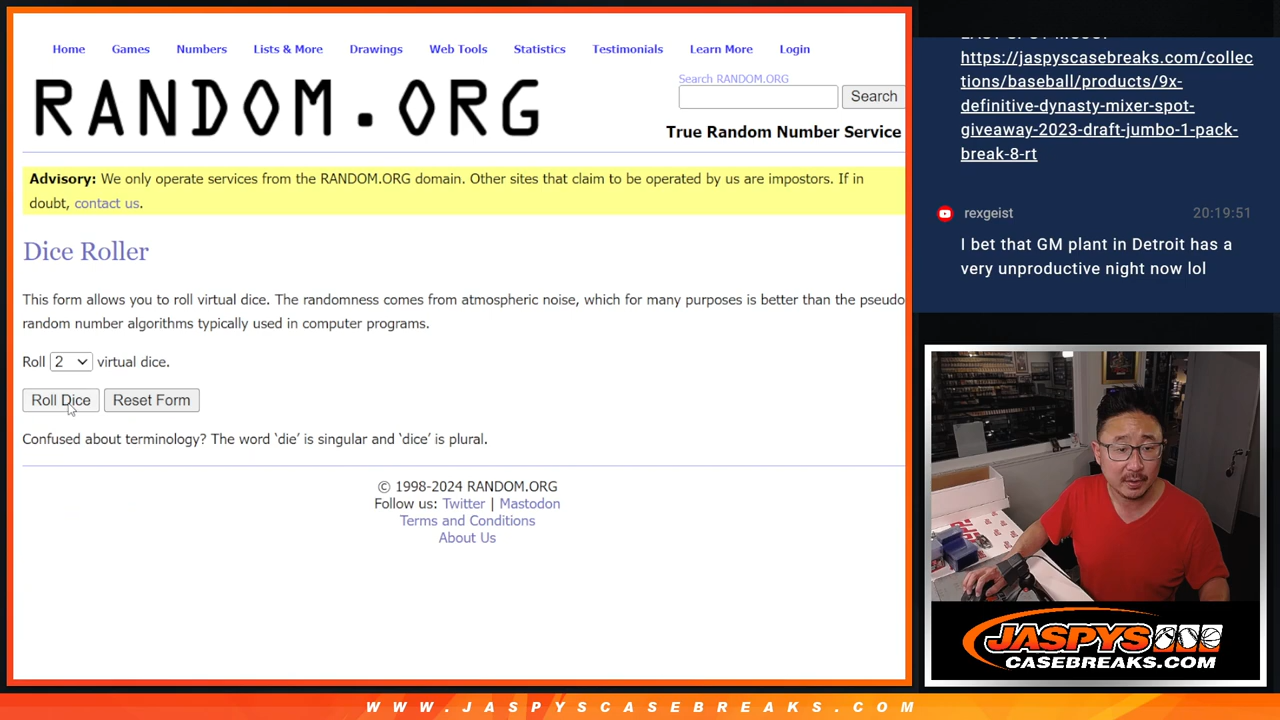 Home Games Numbers Lists & More Drawings Web Tools Statistics Testimonials Learn More Login
RANDOM.ORG
Search RANDOM.ORG
Search
True Random Number Service
Advisory: We only operate services from the RANDOM.ORG domain. Other sites that claim to be operated by us are impostors. If in
doubt, contact us.
Dice Roller
This form allows you to roll virtual dice. The randomness comes from atmospheric noise, which for many purposes is better than the pseudo
random number algorithms typically used in computer programs.
Roll 2 virtual dice.
Roll Dice Reset Form
Confused about terminology? The word ‘die’ is singular and ‘dice’ is plural.
© 1998-2024 RANDOM.ORG
Follow us: Twitter | Mastodon
Terms and Conditions
About Us
https://jaspyscasebreaks.com/collec
tions/baseball/products/9x-
definitive-dynasty-mixer-spot-
giveaway-2023-draft-jumbo-1-pack-
break-8-rt
rexgeist 20:19:51
I bet that GM plant in Detroit has a
very unproductive night now lol
JASPYS
CASEBREAKS.COM
WWW.JASPYSCASEBREAKS.COM